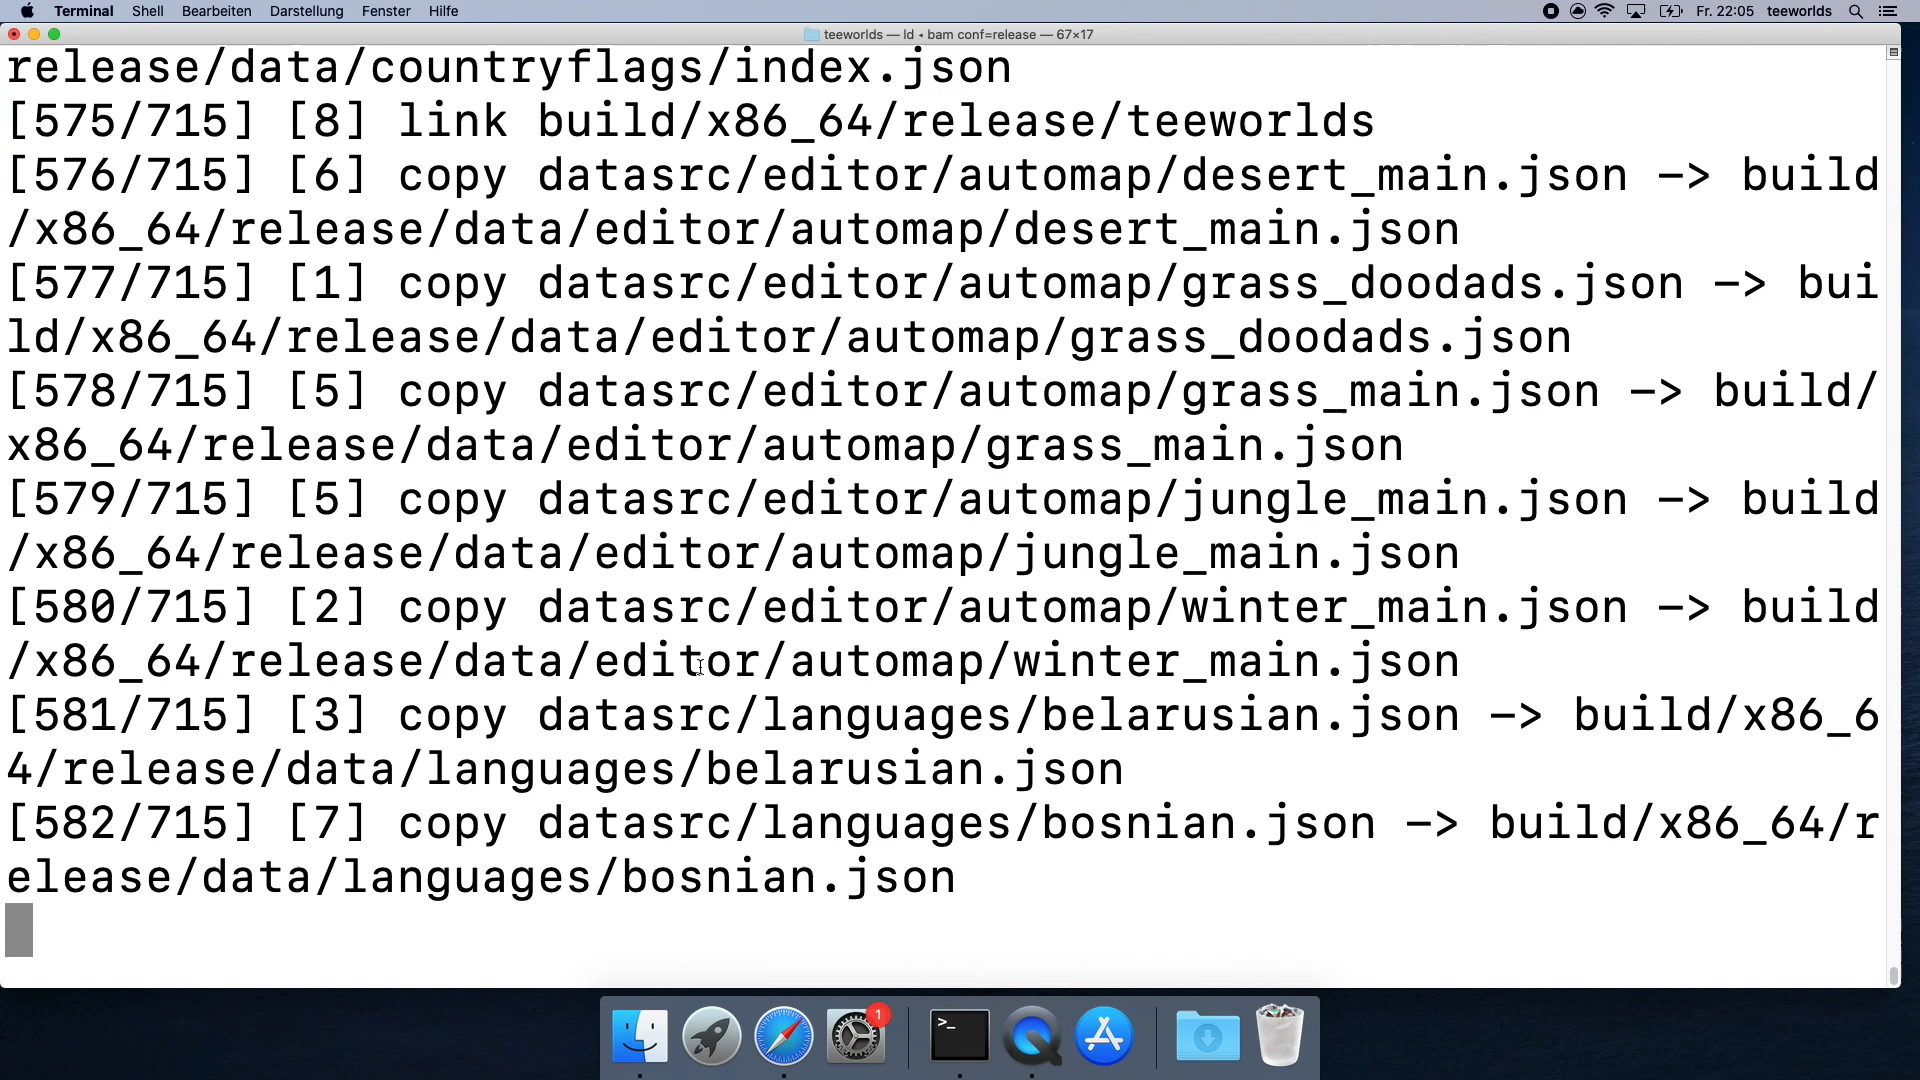 Terminal Shell Bearbeiten Darstellung Fenster Hilfe Fr. 22:05 teeworlds
teeworlds — ld ◂ bam conf=release — 67×17
release/data/countryflags/index.json
[575/715] [8] link build/x86_64/release/teeworlds
[576/715] [6] copy datasrc/editor/automap/desert_main.json -> build
/x86_64/release/data/editor/automap/desert_main.json
[577/715] [1] copy datasrc/editor/automap/grass_doodads.json -> bui
ld/x86_64/release/data/editor/automap/grass_doodads.json
[578/715] [5] copy datasrc/editor/automap/grass_main.json -> build/
x86_64/release/data/editor/automap/grass_main.json
[579/715] [5] copy datasrc/editor/automap/jungle_main.json -> build
/x86_64/release/data/editor/automap/jungle_main.json
[580/715] [2] copy datasrc/editor/automap/winter_main.json -> build
/x86_64/release/data/editor/automap/winter_main.json
[581/715] [3] copy datasrc/languages/belarusian.json -> build/x86_6
4/release/data/languages/belarusian.json
[582/715] [7] copy datasrc/languages/bosnian.json -> build/x86_64/r
elease/data/languages/bosnian.json
1
>_